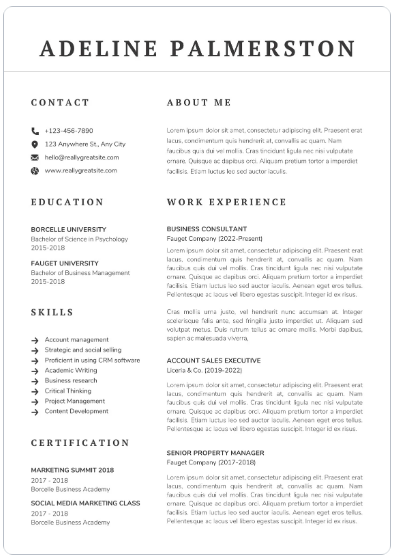 ADELINE PALMERSTON
CONTACT
+123-456-7890
123 Anywhere St., Any City
hello@reallygreatsite.com
www.reallygreatsite.com
EDUCATION
BORCELLE UNIVERSITY
Bachelor of Science in Psychology
2015-2018
FAUGET UNIVERSITY
Bachelor of Business Management
2015-2018
SKILLS
Account management
Strategic and social selling
Proficient in using CRM software
Academic Writing
Business research
Critical Thinking
Project Management
Content Development
CERTIFICATION
MARKETING SUMMIT 2018
2017 - 2018
Borcelle Business Academy
SOCIAL MEDIA MARKETING CLASS
2017 - 2018
Borcelle Business Academy
ABOUT ME
Lorem ipsum dolor sit amet, consectetur adipiscing elit. Praesent erat
lacus, condimentum quis hendrerit et, convallis ac quam. Nam
faucibus quis dui vel mollis. Cras tincidunt ligula nisi vulputate
ornare. Quisque ac dapibus orci. Aliquam pretium tortor a imperdiet
facilisis. Etiam luctus sed auctor iaculis.
WORK EXPERIENCE
BUSINESS CONSULTANT
Fauget Company (2022-Present)
Lorem ipsum dolor sit amet, consectetur adipiscing elit. Praesent erat
lacus, condimentum quis hendrerit et, convallis ac quam. Nam
faucibus quis dui vel mollis. Cras tincidunt ligula nisi vulputate
ornare. Quisque ac dapibus orci. Aliquam pretium tortor a imperdiet
facilisis. Etiam luctus sed auctor iaculis. Aenean eget eros vel tellus.
Pellentesque ac lacus vel libero egestas suscipit. Integer id ex risus.
Cras mollis urna justo, vel hendrerit nunc accumsan at. Integer
scelerisque felis ante, sed fringilla justo imperdiet ut. Aliquam sed
volutpat metus. Duis rutrum tellus ac ornare mollis. Morbi dapibus,
sapien ac malesuada viverra.
ACCOUNT SALES EXECUTIVE
Liceria & Co. (2019-2022)
Lorem ipsum dolor sit amet, consectetur adipiscing elit. Praesent erat
lacus, condimentum quis hendrerit et, convallis ac quam. Nam
faucibus quis dui vel mollis. Cras tincidunt ligula nisi vulputate
ornare. Quisque ac dapibus orci. Aliquam pretium tortor a imperdiet
facilisis. Etiam luctus sed auctor iaculis. Aenean eget eros vel tellus.
Pellentesque ac lacus vel libero egestas suscipit. Integer id ex risus.
SENIOR PROPERTY MANAGER
Fauget Company (2017-2018)
Lorem ipsum dolor sit amet, consectetur adipiscing elit. Praesent erat
lacus, condimentum quis hendrerit et, convallis ac quam. Nam
faucibus quis dui vel mollis. Cras tincidunt ligula nisi vulputate
ornare. Quisque ac dapibus orci. Aliquam pretium tortor a imperdiet
facilisis. Etiam luctus sed auctor iaculis. Aenean eget eros vel tellus.
Pellentesque ac lacus vel libero egestas suscipit. Integer id ex risus.